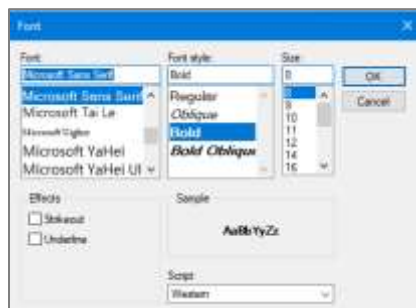 Font
Font:
Microsoft Sans Serif
Microsoft Sans Serif
Microsoft Tai Le
Microsoft Uighur
Microsoft YaHei
Microsoft YaHei UI
Font style:
Bold
Regular
Oblique
Bold
Bold Oblique
Size:
8
8
9
10
11
12
14
16
OK
Cancel
Effects
Strikeout
Underline
Sample
AaBbYyZz
Script:
Western